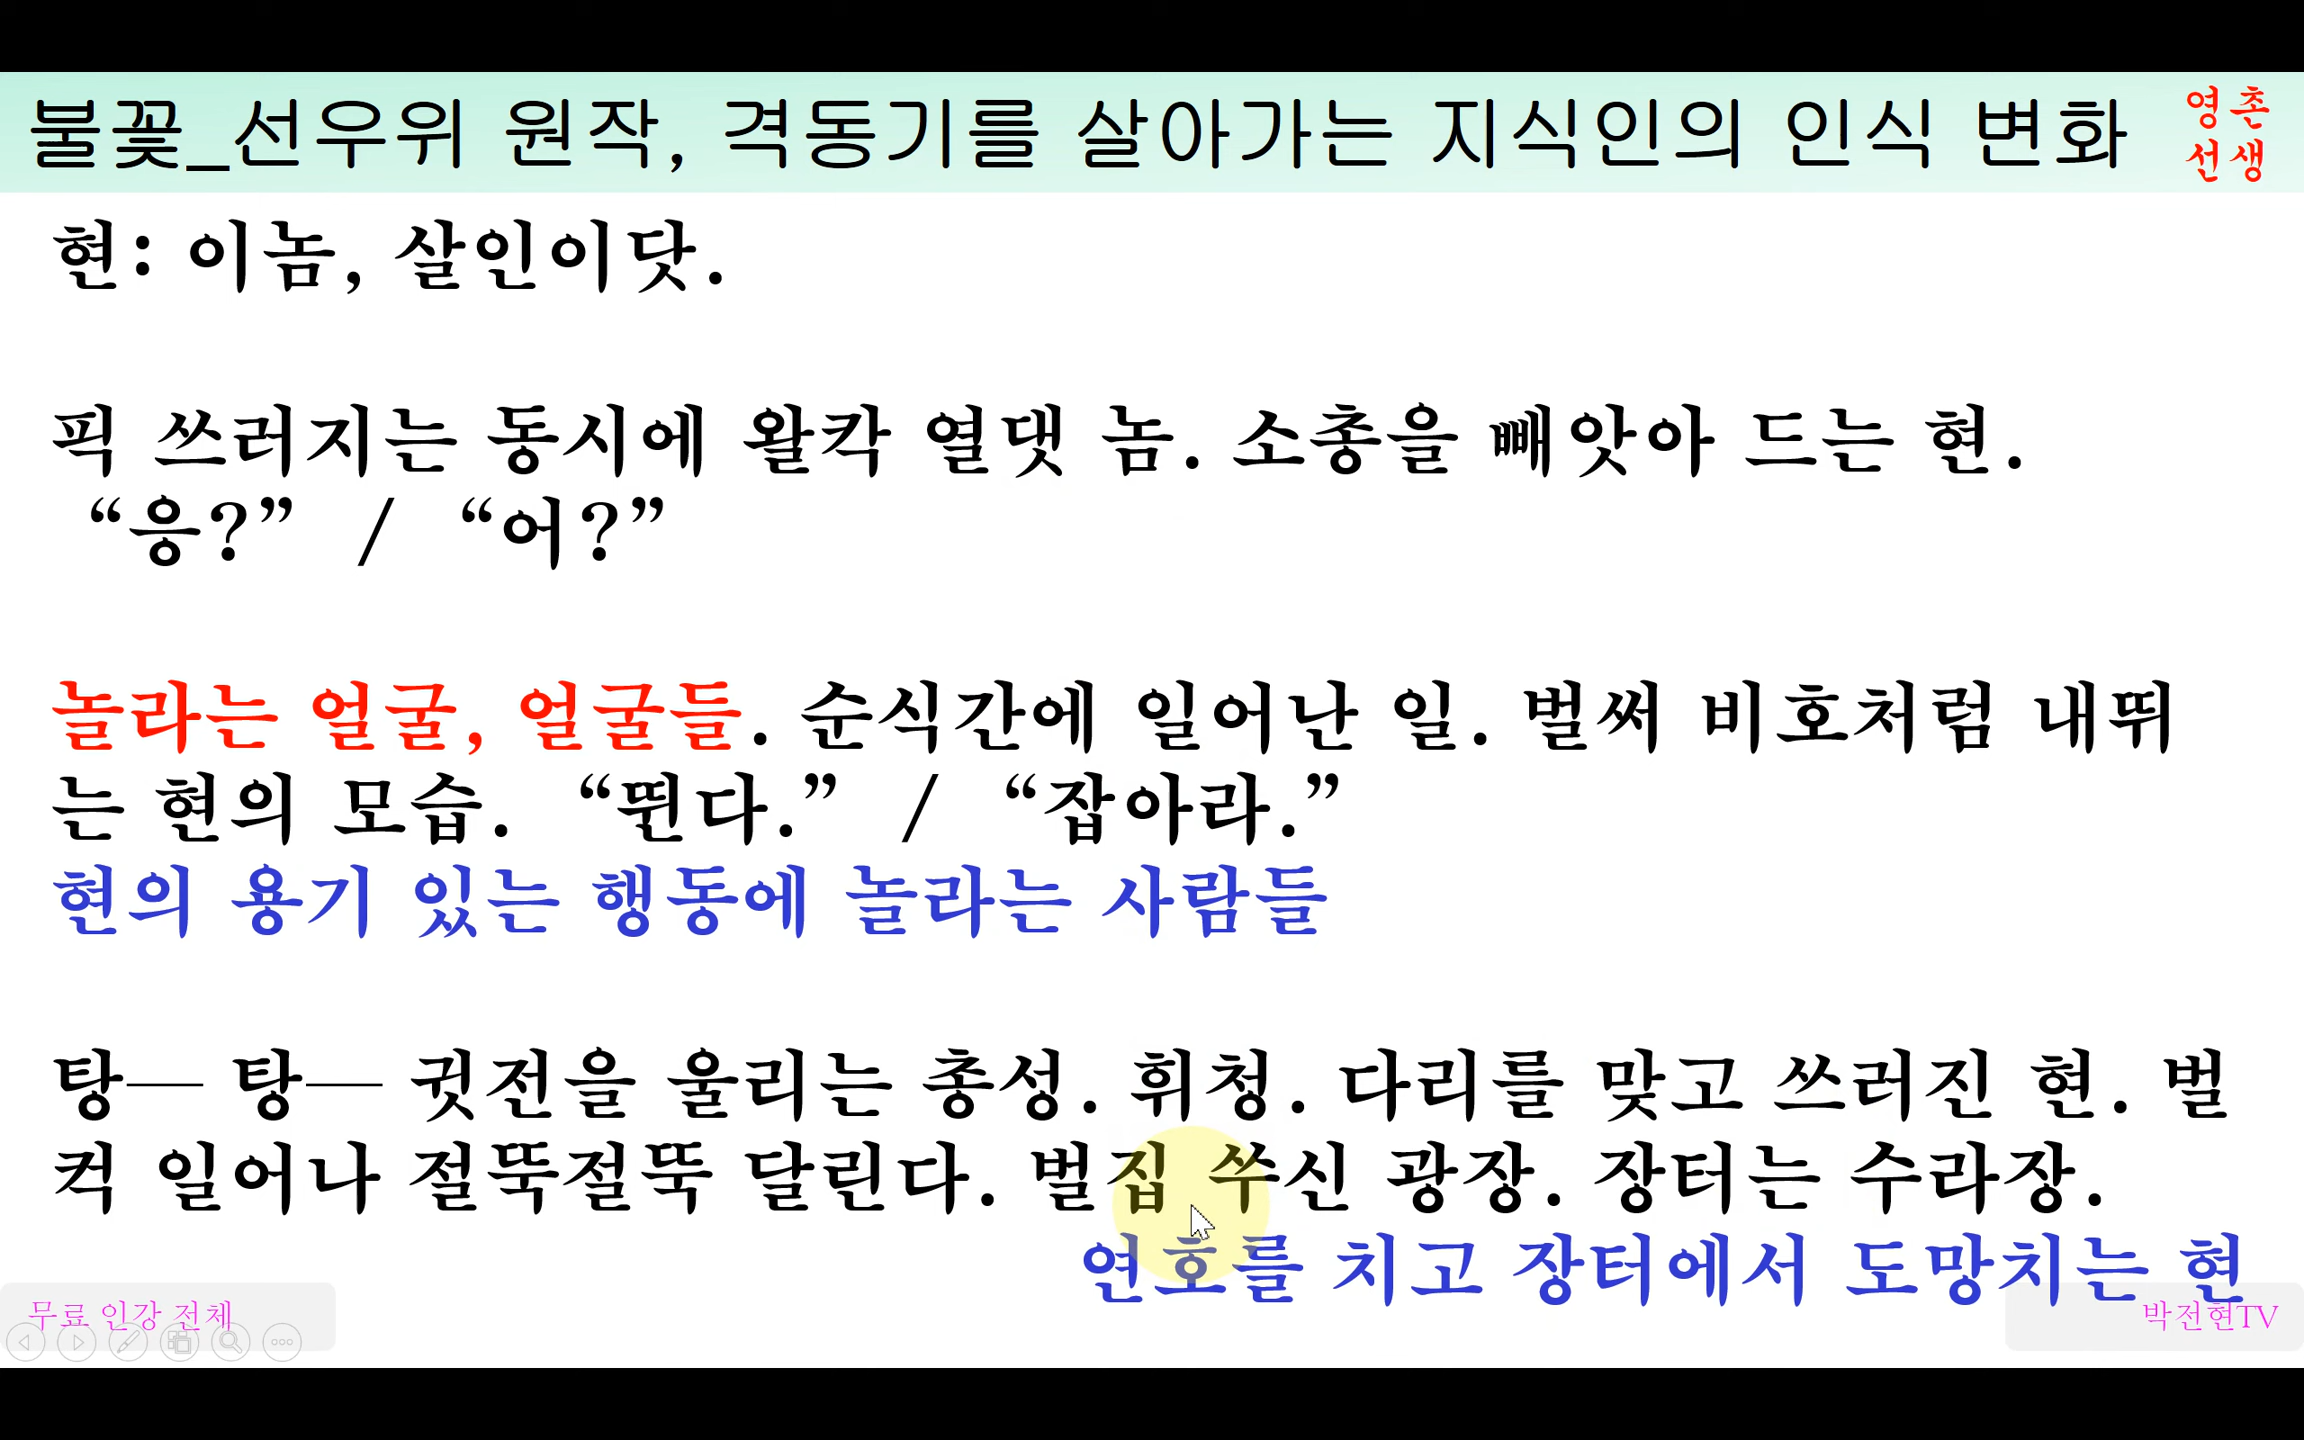 불꽃_선우위 원작, 격동기를 살아가는 지식인의 인식 변화
영촌
선생
현: 이놈, 살인이닷.
픽 쓰러지는 동시에 왈칵 열댓 놈. 소총을 빼앗아 드는 현.
“응?” / “어?”
놀라는 얼굴, 얼굴들. 순식간에 일어난 일. 벌써 비호처럼 내뛰
는 현의 모습. “뛴다.” / “잡아라.”
현의 용기 있는 행동에 놀라는 사람들
탕— 탕— 귓전을 울리는 총성. 휘청. 다리를 맞고 쓰러진 현. 벌
컥 일어나 절뚝절뚝 달린다. 벌집 쑤신 광장. 장터는 수라장.
연호를 치고 장터에서 도망치는 현
무료 인강 전체
박전현TV